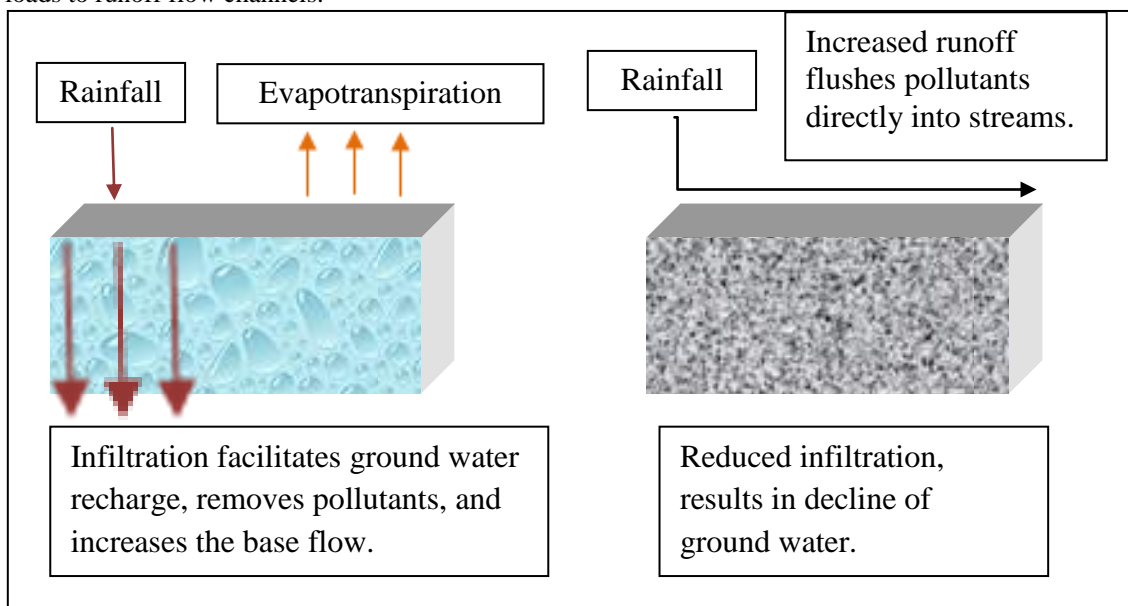 loads to runoff flow channels.
Rainfall
Evapotranspiration
Infiltration facilitates ground water
recharge, removes pollutants, and
increases the base flow.
Rainfall
Increased runoff
flushes pollutants
directly into streams.
Reduced infiltration,
results in decline of
ground water.